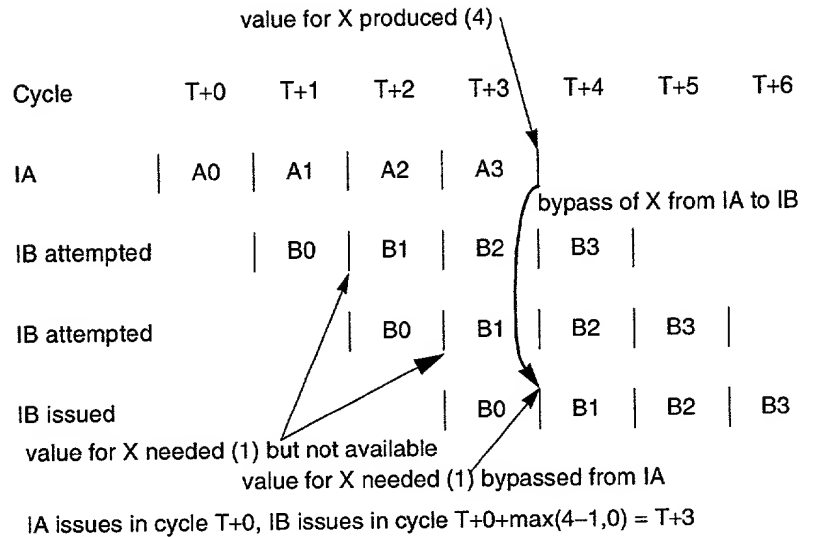 value for X produced (4)
Cycle T+0 T+1 T+2 T+3 T+4 T+5 T+6
IA A0 A1 A2 A3
bypass of X from IA to IB
IB attempted B0 B1 B2 B3
IB attempted B0 B1 B2 B3
IB issued B0 B1 B2 B3
value for X needed (1) but not available
value for X needed (1) bypassed from IA
IA issues in cycle T+0, IB issues in cycle T+0+max(4–1,0) = T+3